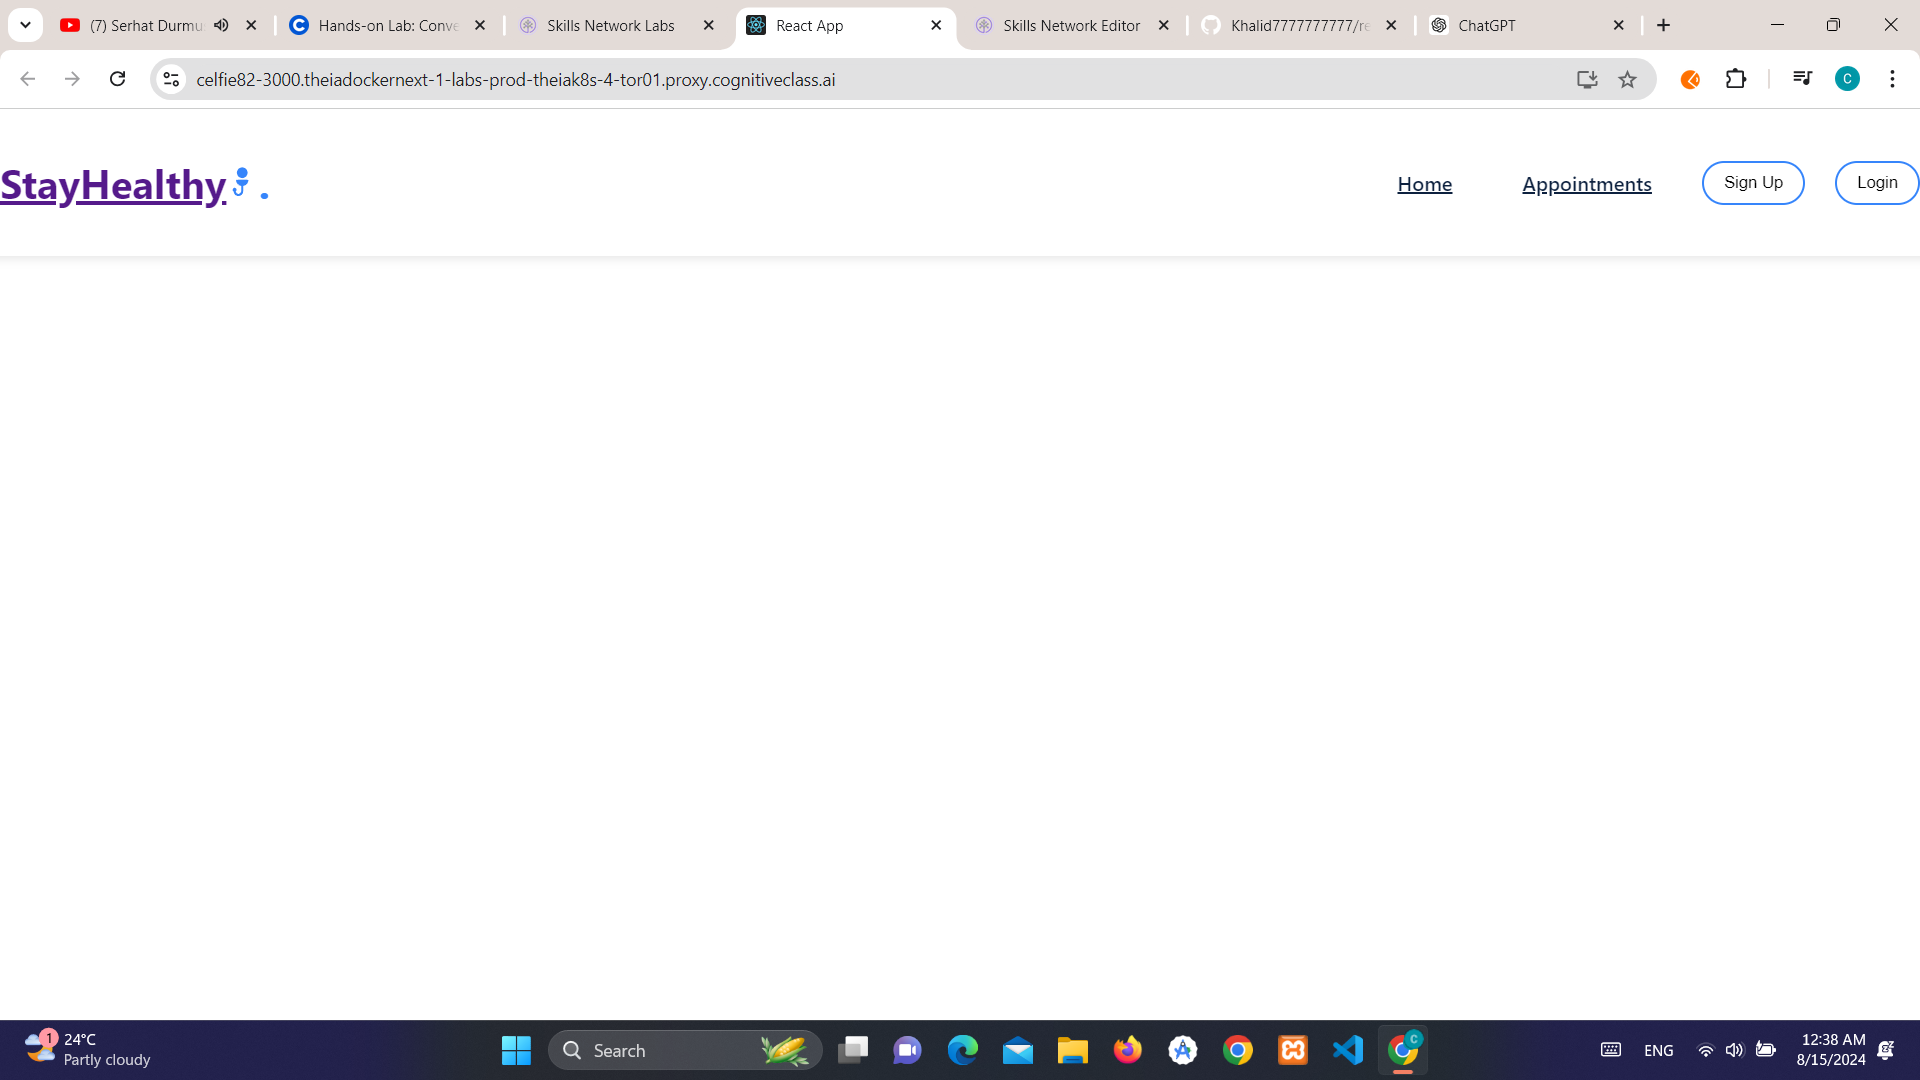 (7) Serhat Durmu
Hands-on Lab: Conve
Skills Network Labs
React App
Skills Network Editor
Khalid7777777777/re
ChatGPT
celfie82-3000.theiadockernext-1-labs-prod-theiak8s-4-tor01.proxy.cognitiveclass.ai
C
StayHealthy .
Home
Appointments
Sign Up
Login
1
24°C
Partly cloudy
Search
C
ENG
12:38 AM
8/15/2024